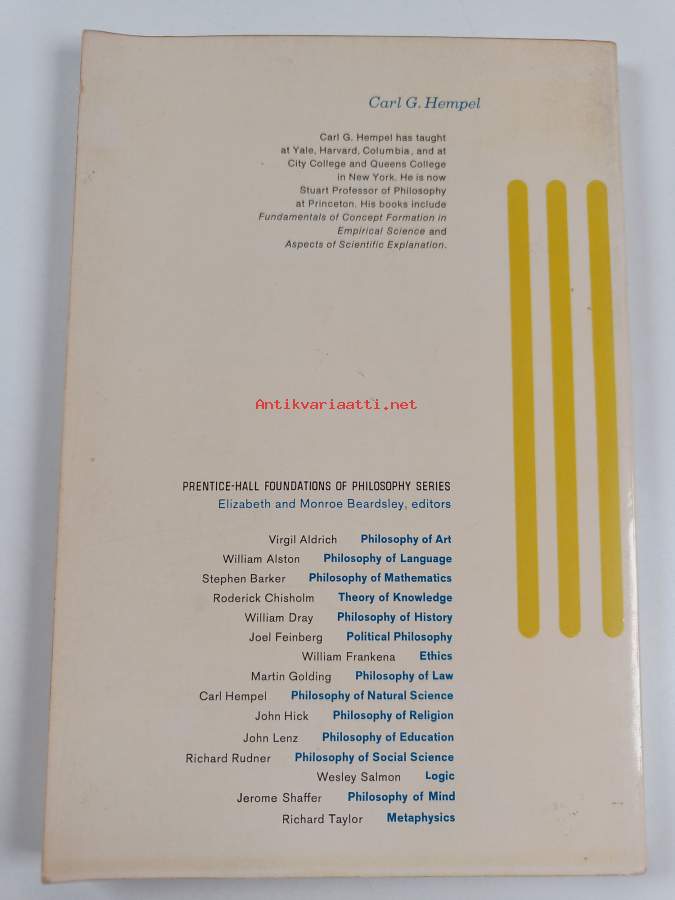 Carl G. Hempel
Carl G. Hempel has taught
at Yale, Harvard, Columbia, and at
City College and Queens College
in New York. He is now
Stuart Professor of Philosophy
at Princeton. His books include
Fundamentals of Concept Formation in
Empirical Science and
Aspects of Scientific Explanation.
Antikvariaatti.net
PRENTICE-HALL FOUNDATIONS OF PHILOSOPHY SERIES
Elizabeth and Monroe Beardsley, editors
Virgil Aldrich Philosophy of Art
William Alston Philosophy of Language
Stephen Barker Philosophy of Mathematics
Roderick Chisholm Theory of Knowledge
William Dray Philosophy of History
Joel Feinberg Political Philosophy
William Frankena Ethics
Martin Golding Philosophy of Law
Carl Hempel Philosophy of Natural Science
John Hick Philosophy of Religion
John Lenz Philosophy of Education
Richard Rudner Philosophy of Social Science
Wesley Salmon Logic
Jerome Shaffer Philosophy of Mind
Richard Taylor Metaphysics